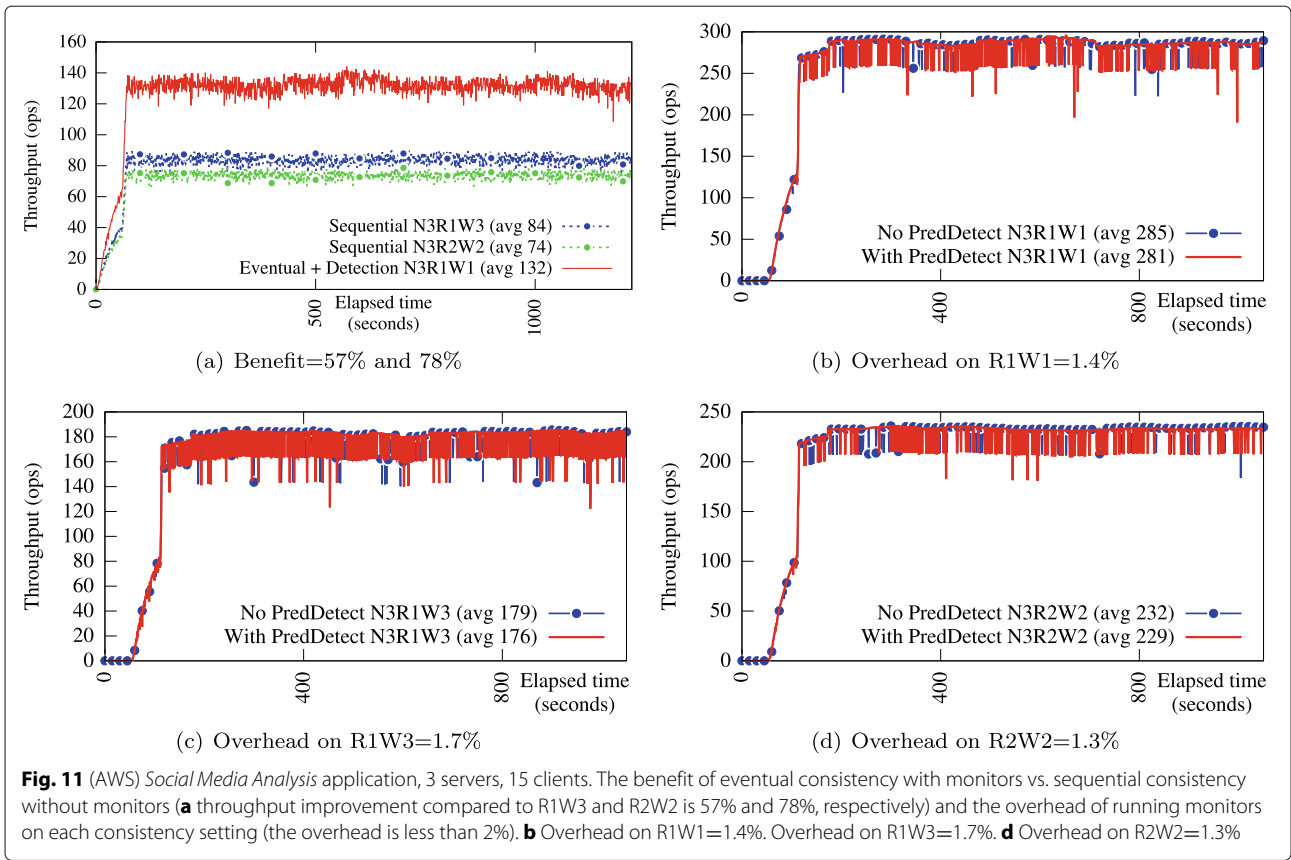 160
140
120
100
80
60
40
20
0
Throughput (ops)
Sequential N3R1W3 (avg 84)
Sequential N3R2W2 (avg 74)
Eventual + Detection N3R1W1 (avg 132)
0
500
1000
Elapsed time
(seconds)
(a) Benefit=57% and 78%
300
250
200
150
100
50
0
Throughput (ops)
No PredDetect N3R1W1 (avg 285)
With PredDetect N3R1W1 (avg 281)
0
400
800
Elapsed time
(seconds)
(b) Overhead on R1W1=1.4%
200
180
160
140
120
100
80
60
40
20
0
Throughput (ops)
No PredDetect N3R1W3 (avg 179)
With PredDetect N3R1W3 (avg 176)
0
400
800
Elapsed time
(seconds)
(c) Overhead on R1W3=1.7%
250
200
150
100
50
0
Throughput (ops)
No PredDetect N3R2W2 (avg 232)
With PredDetect N3R2W2 (avg 229)
0
400
800
Elapsed time
(seconds)
(d) Overhead on R2W2=1.3%
Fig. 11 (AWS) Social Media Analysis application, 3 servers, 15 clients. The benefit of eventual consistency with monitors vs. sequential consistency
without monitors (a throughput improvement compared to R1W3 and R2W2 is 57% and 78%, respectively) and the overhead of running monitors
on each consistency setting (the overhead is less than 2%). b Overhead on R1W1=1.4%. Overhead on R1W3=1.7%. d Overhead on R2W2=1.3%